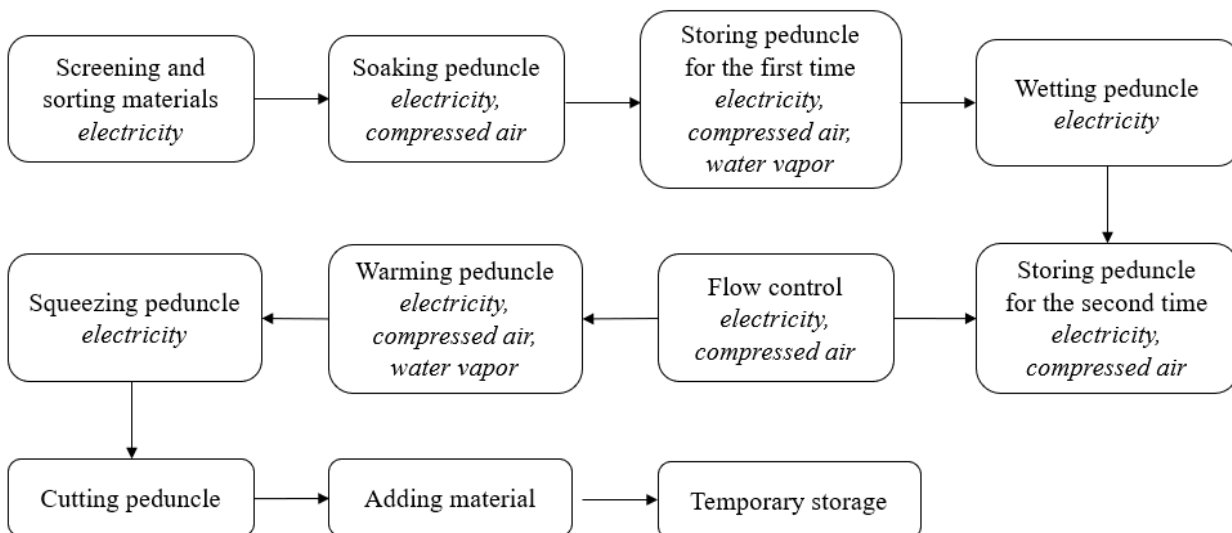 Screening and
sorting materials
electricity
Soaking peduncle
electricity,
compressed air
Storing peduncle
for the first time
electricity,
compressed air,
water vapor
Wetting peduncle
electricity
Squeezing peduncle
electricity
Warming peduncle
electricity,
compressed air,
water vapor
Flow control
electricity,
compressed air
Storing peduncle
for the second time
electricity,
compressed air
Cutting peduncle
Adding material
Temporary storage